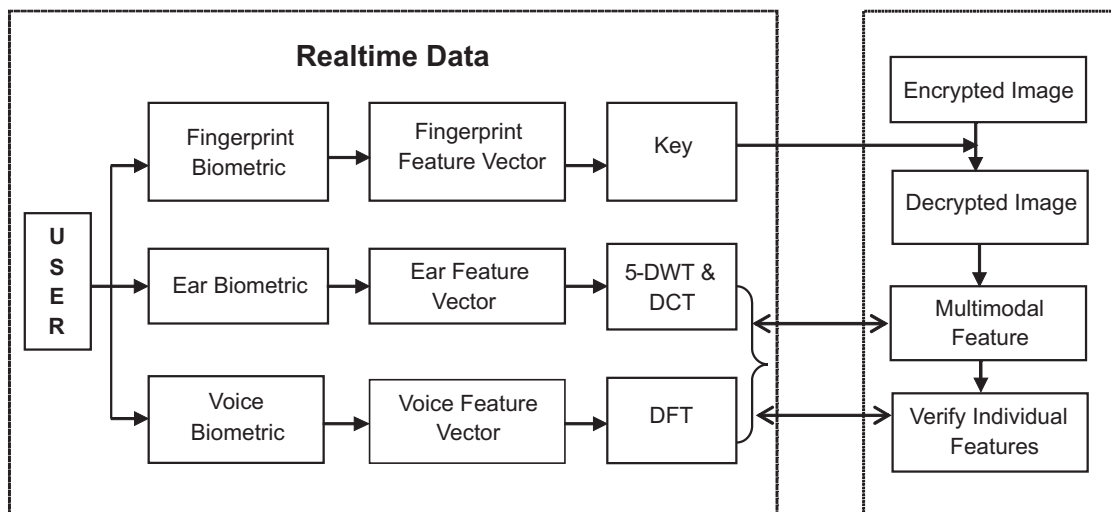 Realtime Data
USER
Fingerprint
Biometric
Fingerprint
Feature Vector
Key
Ear Biometric
Ear Feature
Vector
5-DWT &
DCT
Voice
Biometric
Voice Feature
Vector
DFT
Encrypted Image
Decrypted Image
Multimodal
Feature
Verify Individual
Features